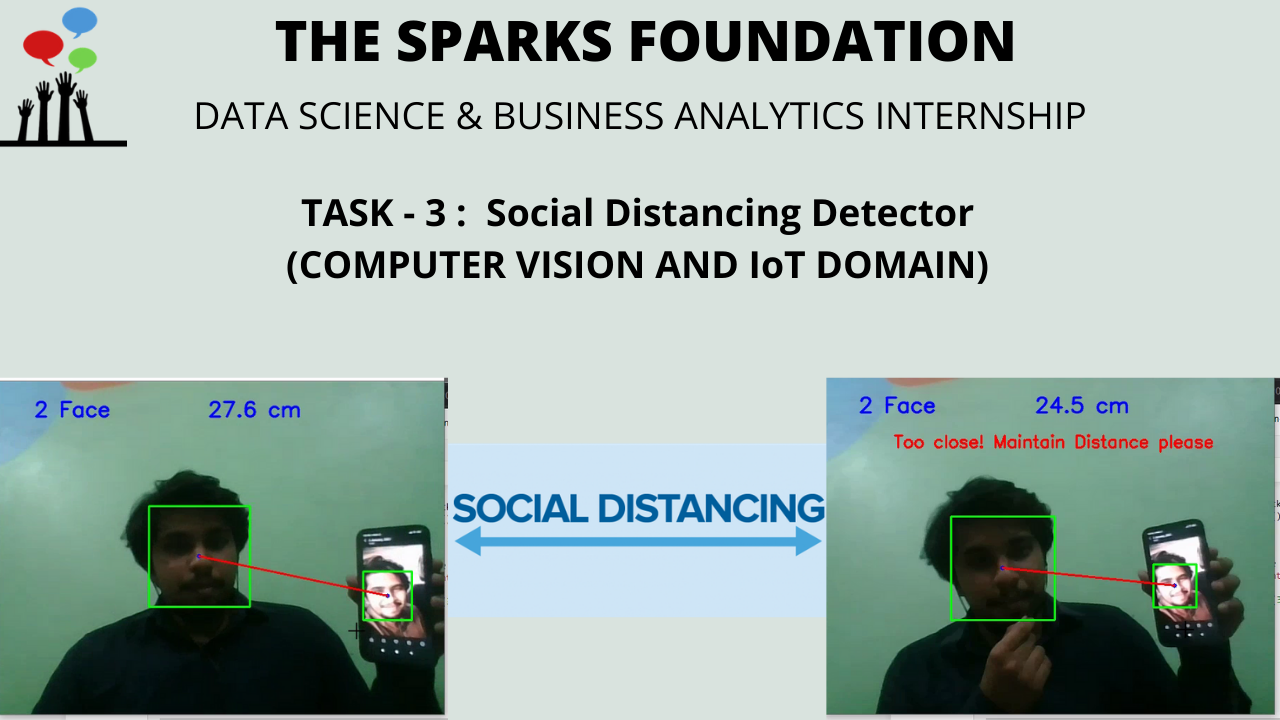 THE SPARKS FOUNDATION
DATA SCIENCE & BUSINESS ANALYTICS INTERNSHIP
TASK - 3 :  Social Distancing Detector
(COMPUTER VISION AND IoT DOMAIN)
2 Face 27.6 cm
SOCIAL DISTANCING
2 Face 24.5 cm
Too close! Maintain Distance please